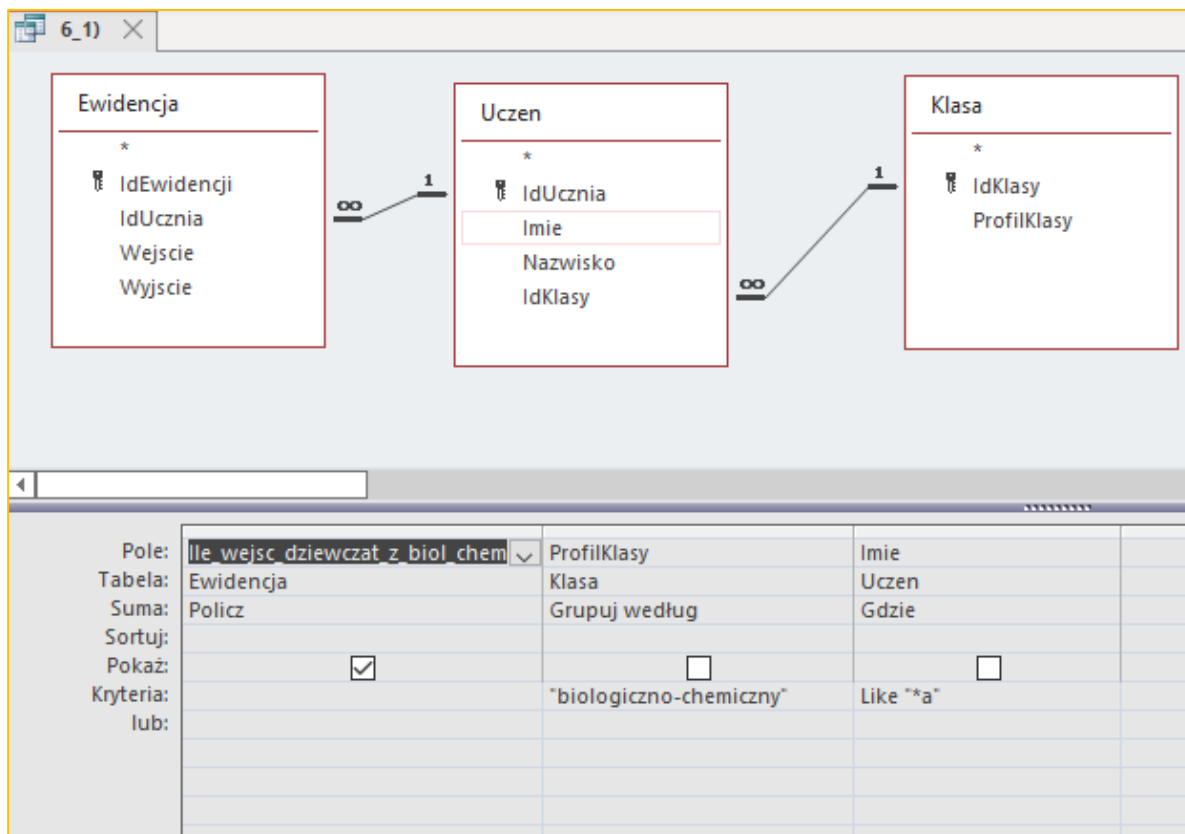 6_1)
Ewidencja
*
IdEwidencji
IdUcznia
Wejscie
Wyjscie
∞ 1
Uczen
*
IdUcznia
Imie
Nazwisko
IdKlasy
∞ 1
Klasa
*
IdKlasy
ProfilKlasy
Pole: Ile_wejsc_dziewczat_z_biol_chem ProfilKlasy Imie
Tabela: Ewidencja Klasa Uczen
Suma: Policz Grupuj według Gdzie
Sortuj:
Pokaż:
Kryteria: "biologiczno-chemiczny" Like "*a"
lub: